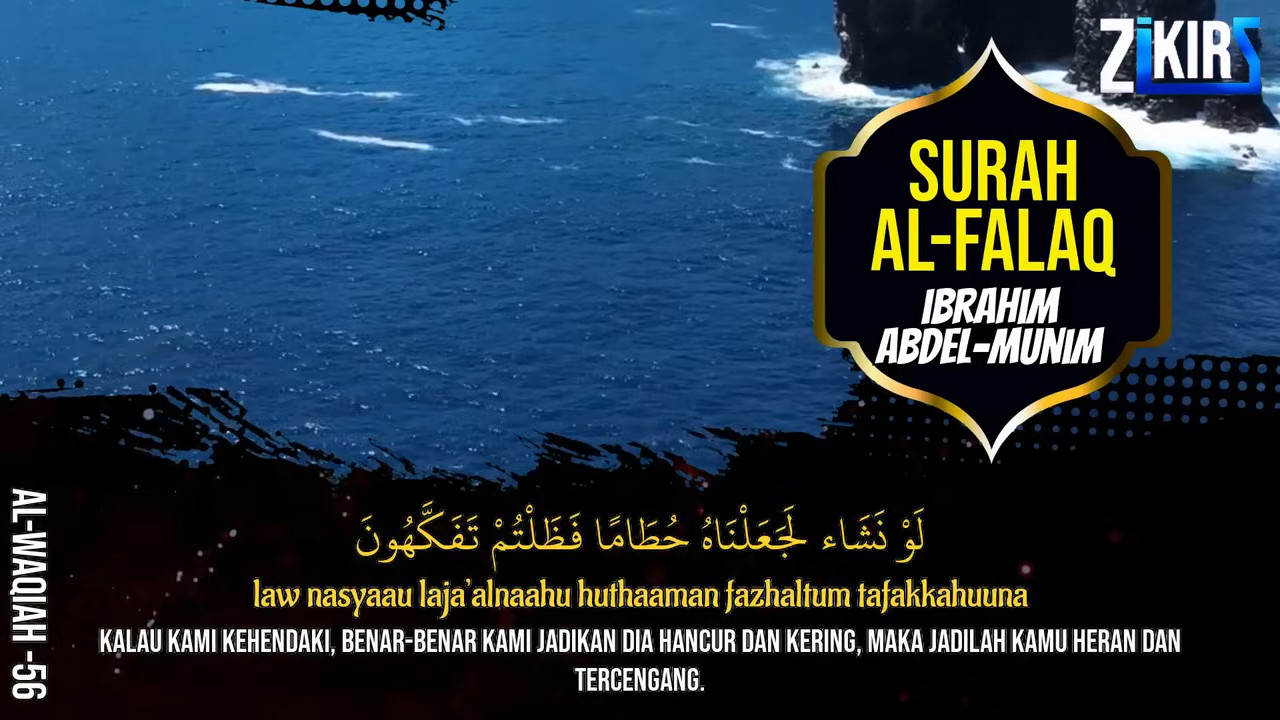 ZiKIRS
SURAH
AL-FALAQ
IBRAHIM
ABDEL-MUNIM
لَوْ نَشَاء لَجَعَلْنَاهُ حُطَامًا فَظَلْتُمْ تَفَكَّهُونَ
law nasyaau laja'alnaahu huthaaman fazhaltum tafakkahuuna
KALAU KAMI KEHENDAKI, BENAR-BENAR KAMI JADIKAN DIA HANCUR DAN KERING, MAKA JADILAH KAMU HERAN DAN
TERCENGANG.
AL-WAQIAH -56